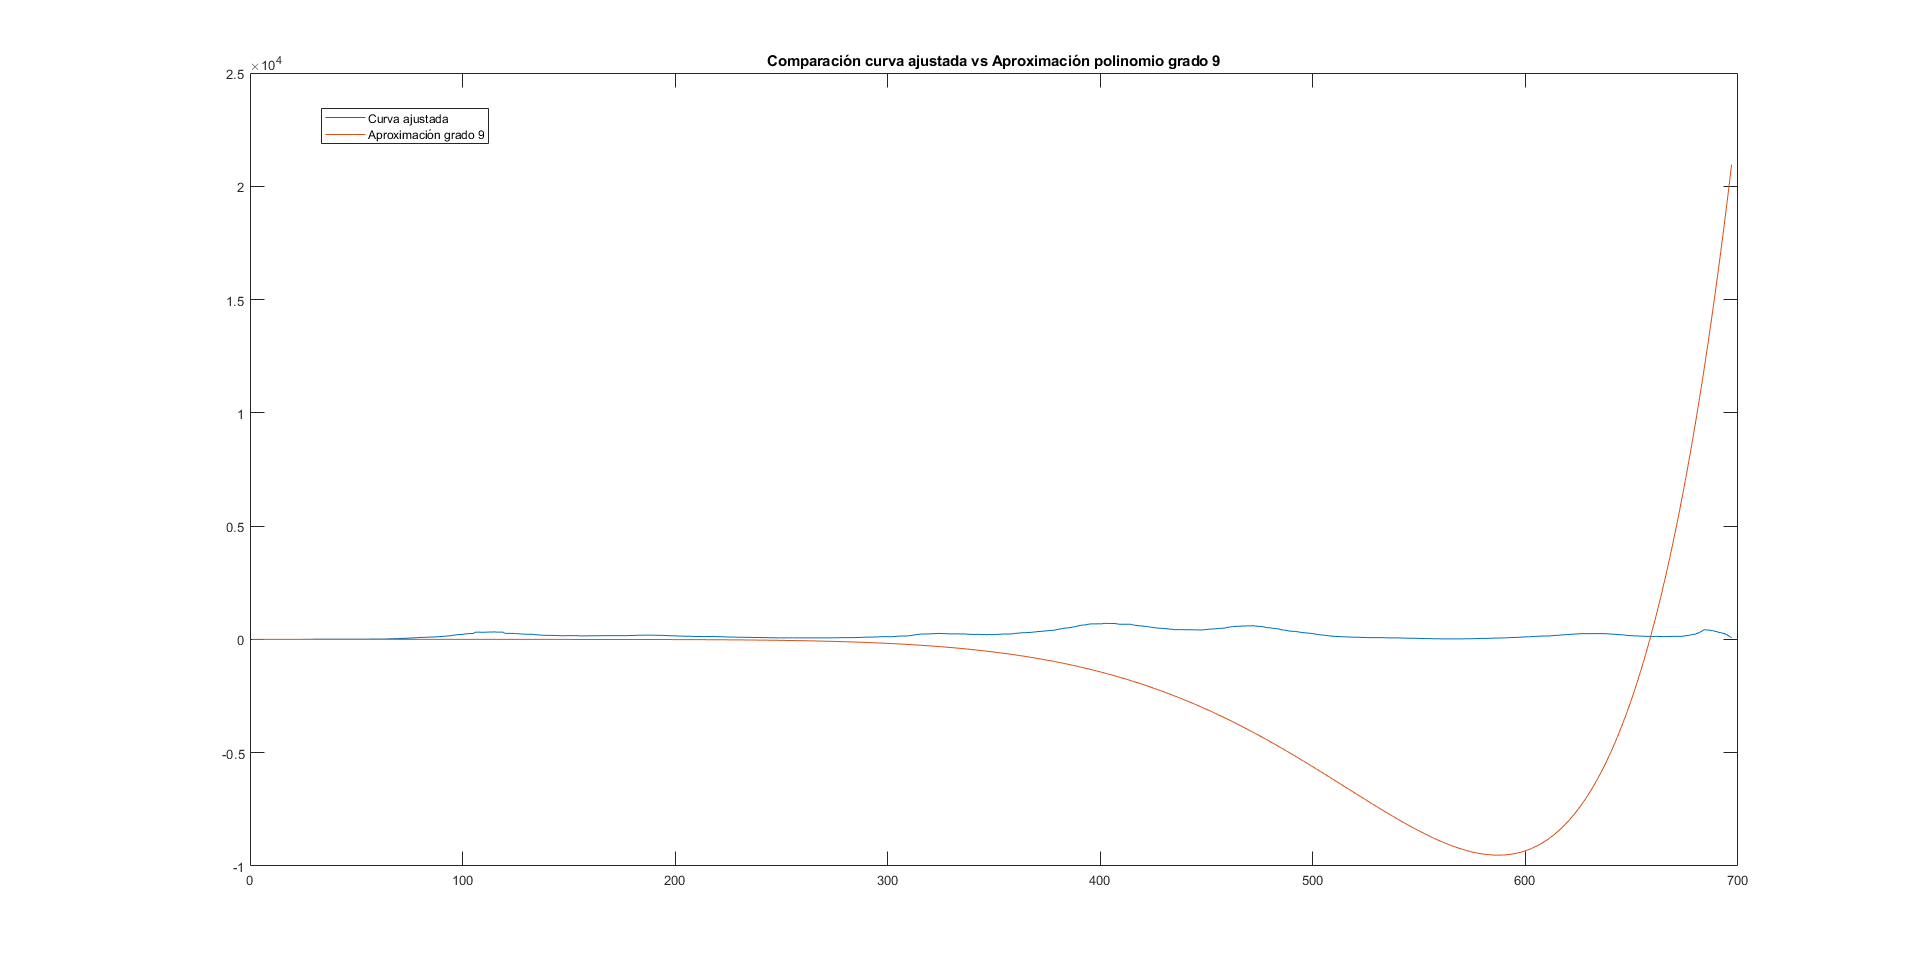 Comparación curva ajustada vs Aproximación polinomio grado 9
×10^4
Curva ajustada
Aproximación grado 9
2.5
2
1.5
1
0.5
0
-0.5
-1
0 100 200 300 400 500 600 700